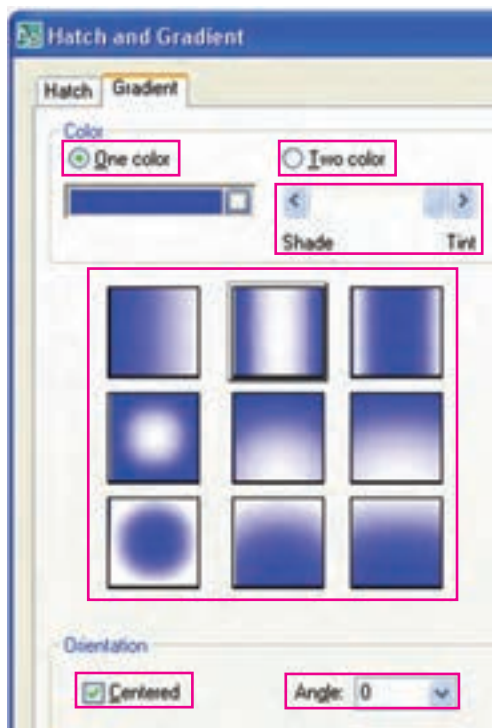 Hatch and Gradient
Hatch Gradient
Color
One color Two color
Shade Tint
Orientation
Centered Angle: 0